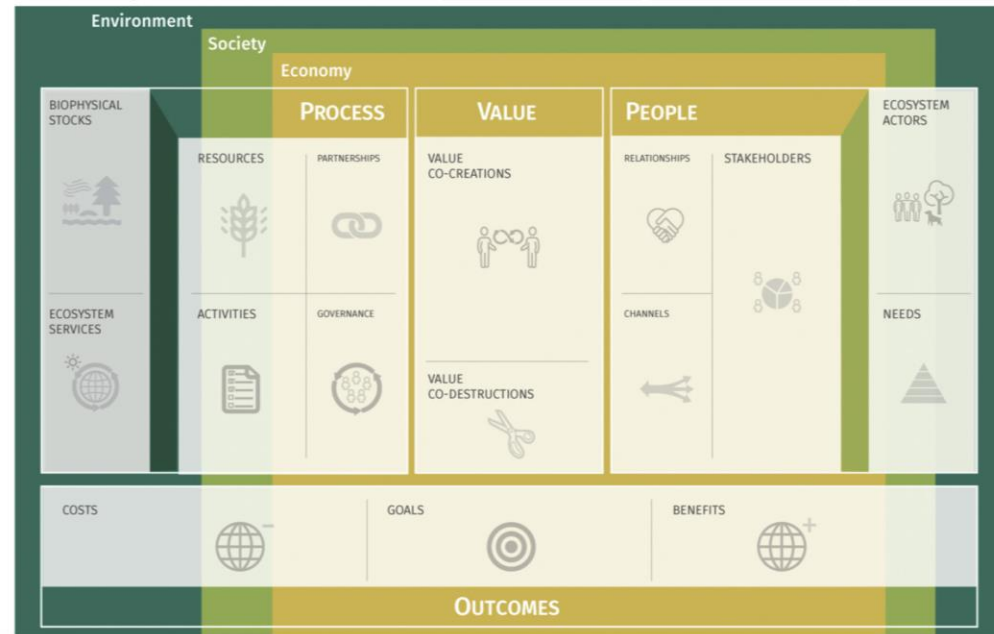 Environment
Society
Economy
BIOPHYSICAL
STOCKS
PROCESS
VALUE
PEOPLE
ECOSYSTEM
ACTORS
RESOURCES
PARTNERSHIPS
VALUE
CO-CREATIONS
RELATIONSHIPS
STAKEHOLDERS
ECOSYSTEM
SERVICES
ACTIVITIES
GOVERNANCE
VALUE
CO-DESTRUCTIONS
CHANNELS
NEEDS
COSTS
GOALS
BENEFITS
OUTCOMES